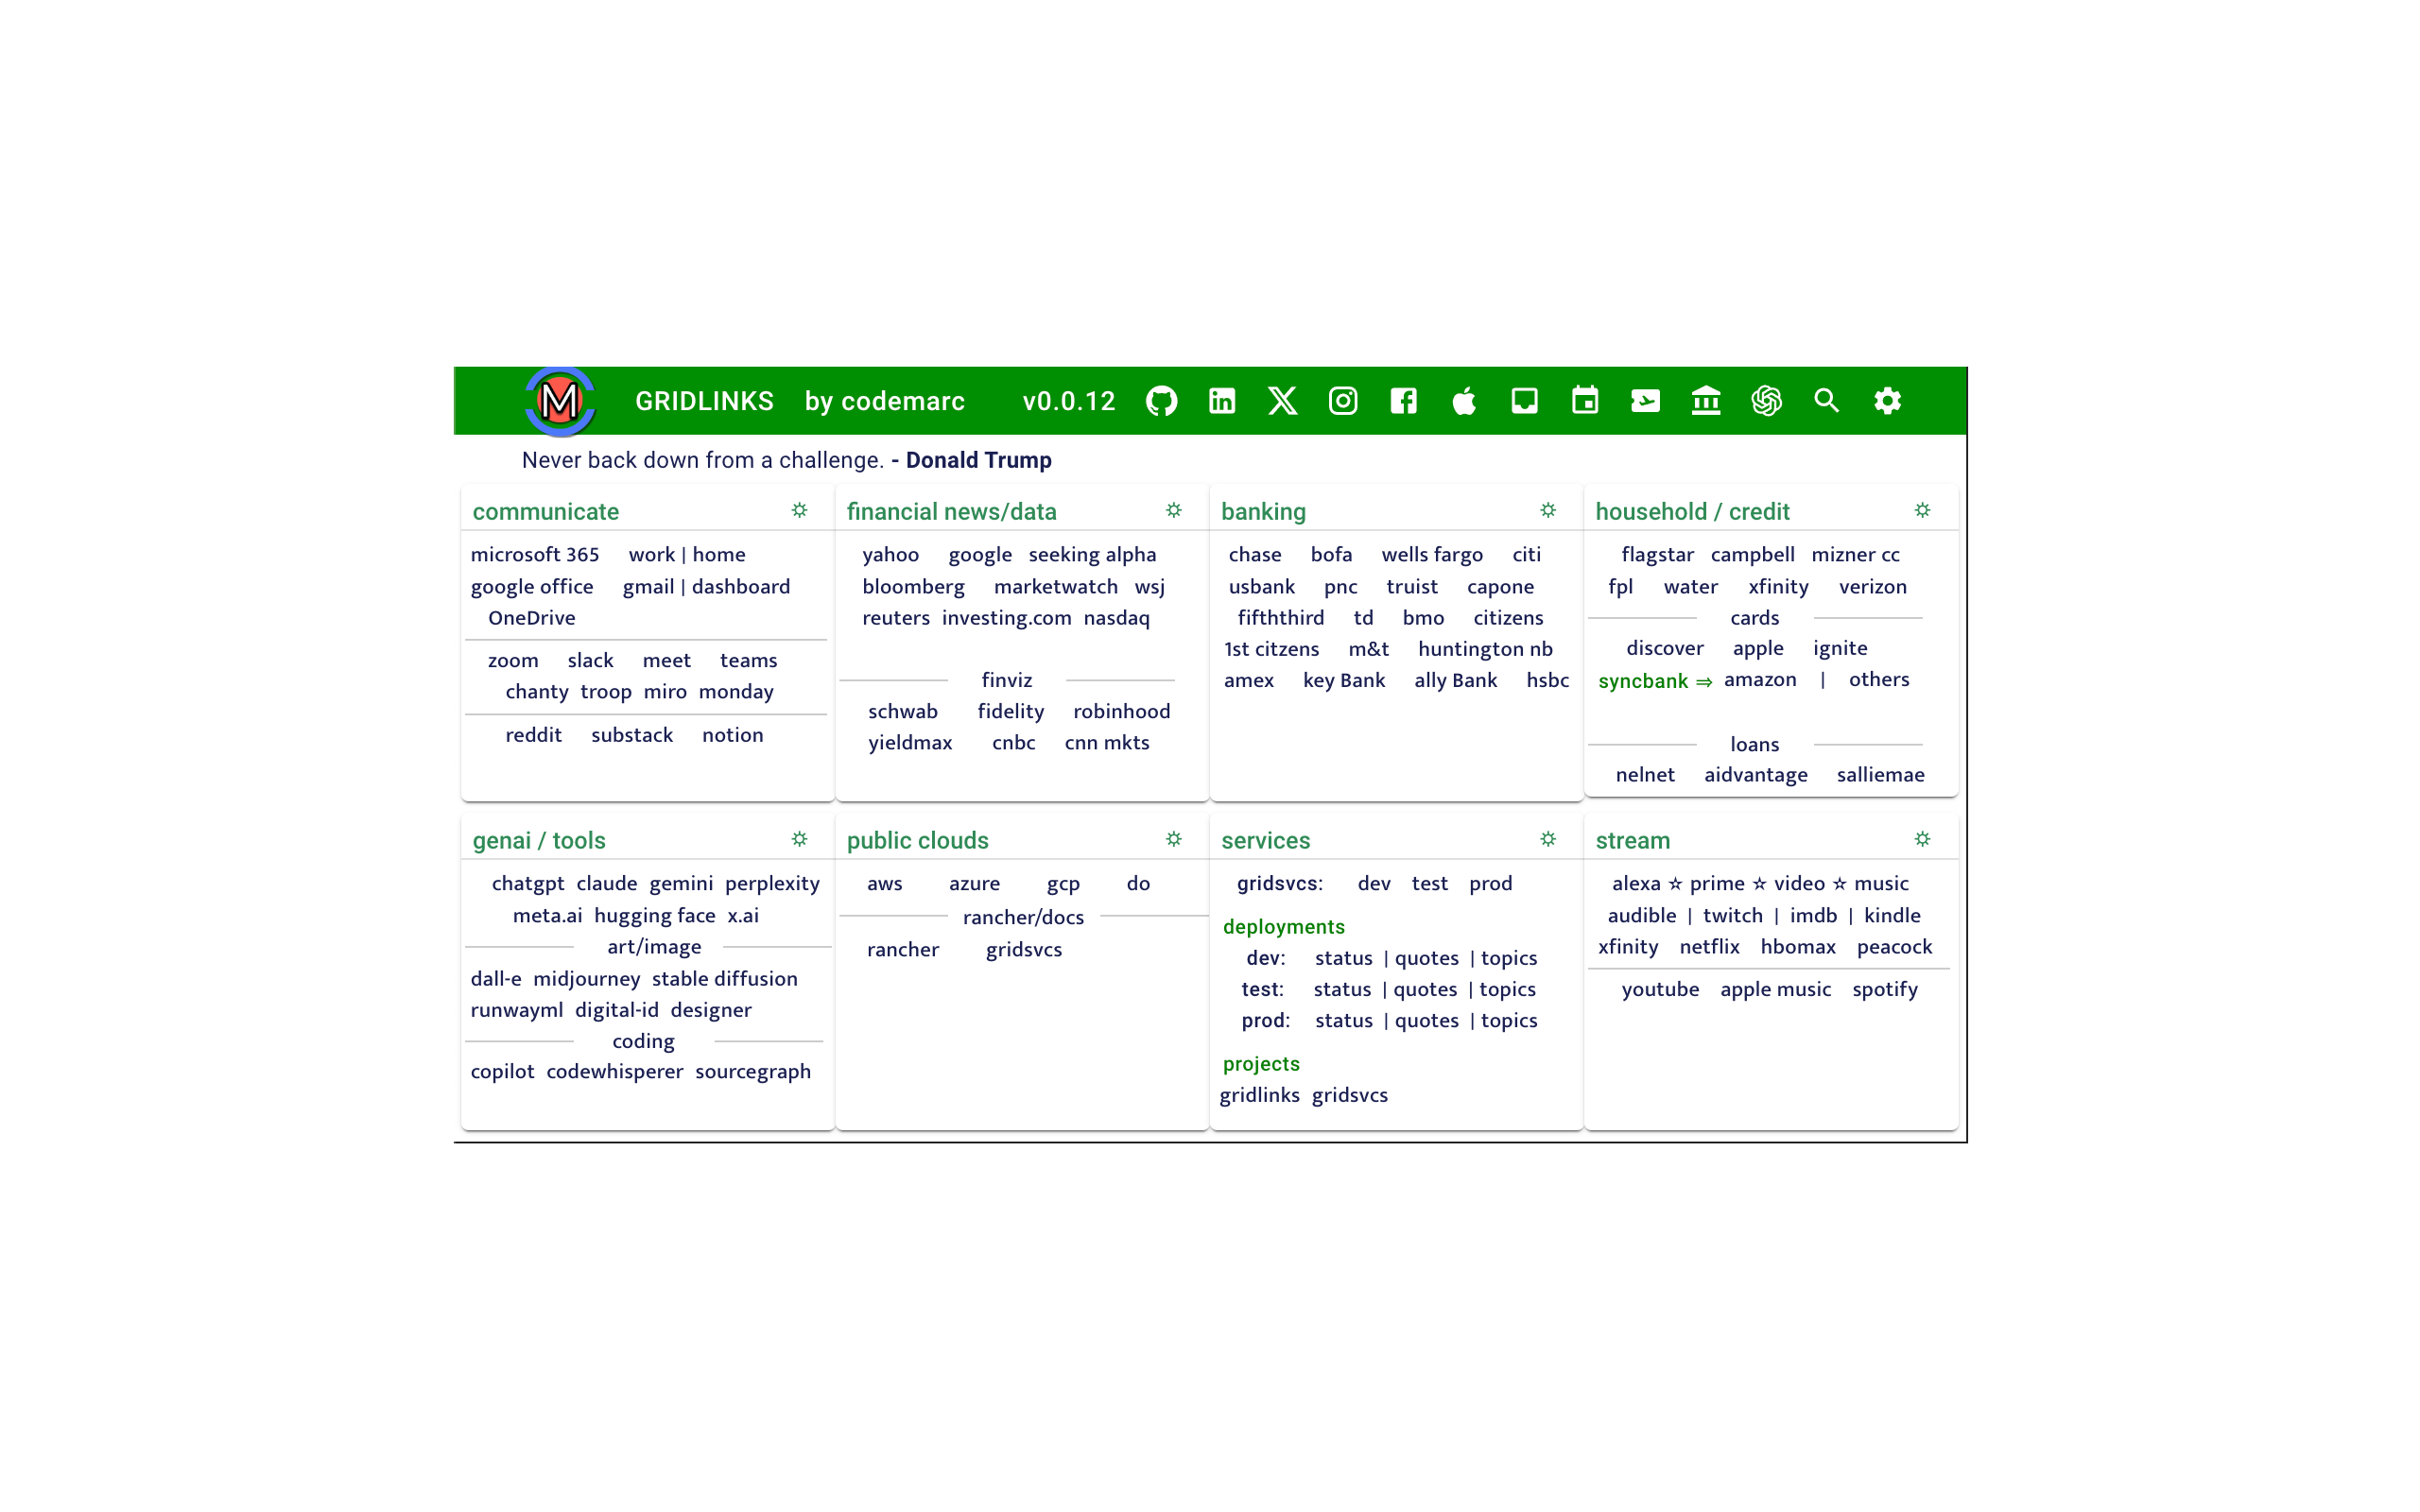 M GRIDLINKS by codemarc v0.0.12
Never back down from a challenge. - Donald Trump
communicate
microsoft 365 work | home
google office gmail | dashboard
OneDrive
zoom slack meet teams
chanty troop miro monday
reddit substack notion
financial news/data
yahoo google seeking alpha
bloomberg marketwatch wsj
reuters investing.com nasdaq
finviz
schwab fidelity robinhood
yieldmax cnbc cnn mkts
banking
chase bofa wells fargo citi
usbank pnc truist capone
fifththird td bmo citizens
1st citzens m&t huntington nb
amex key Bank ally Bank hsbc
household / credit
flagstar campbell mizner cc
fpl water xfinity verizon
cards
discover apple ignite
syncbank ⇒ amazon | others
loans
nelnet aidvantage salliemae
genai / tools
chatgpt claude gemini perplexity
meta.ai hugging face x.ai
art/image
dall-e midjourney stable diffusion
runwayml digital-id designer
coding
copilot codewhisperer sourcegraph
public clouds
aws azure gcp do
rancher/docs
rancher gridsvcs
services
gridsvcs: dev test prod
deployments
dev: status | quotes | topics
test: status | quotes | topics
prod: status | quotes | topics
projects
gridlinks gridsvcs
stream
alexa ☆ prime ☆ video ☆ music
audible | twitch | imdb | kindle
xfinity netflix hbomax peacock
youtube apple music spotify